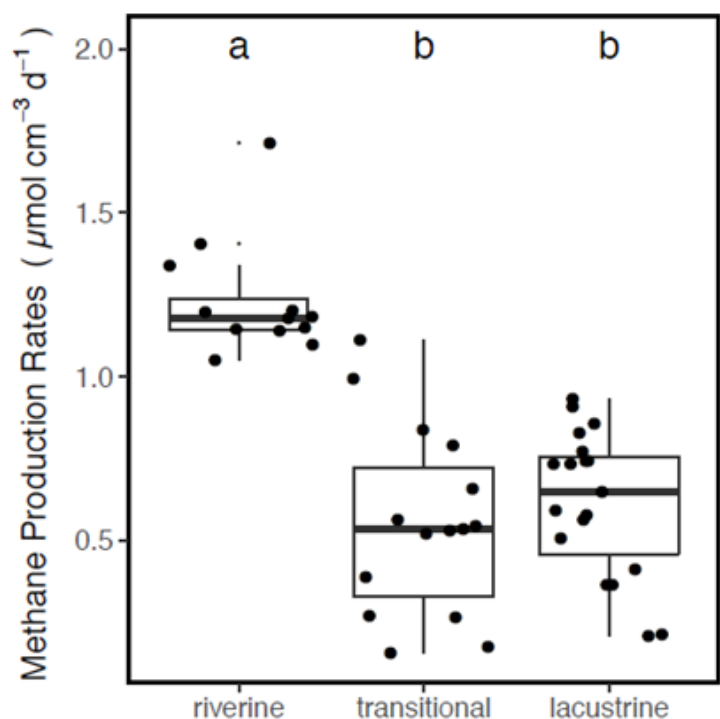 Methane Production Rates ( μmol cm⁻³ d⁻¹ )
2.0
1.5
1.0
0.5
a b b
riverine transitional lacustrine